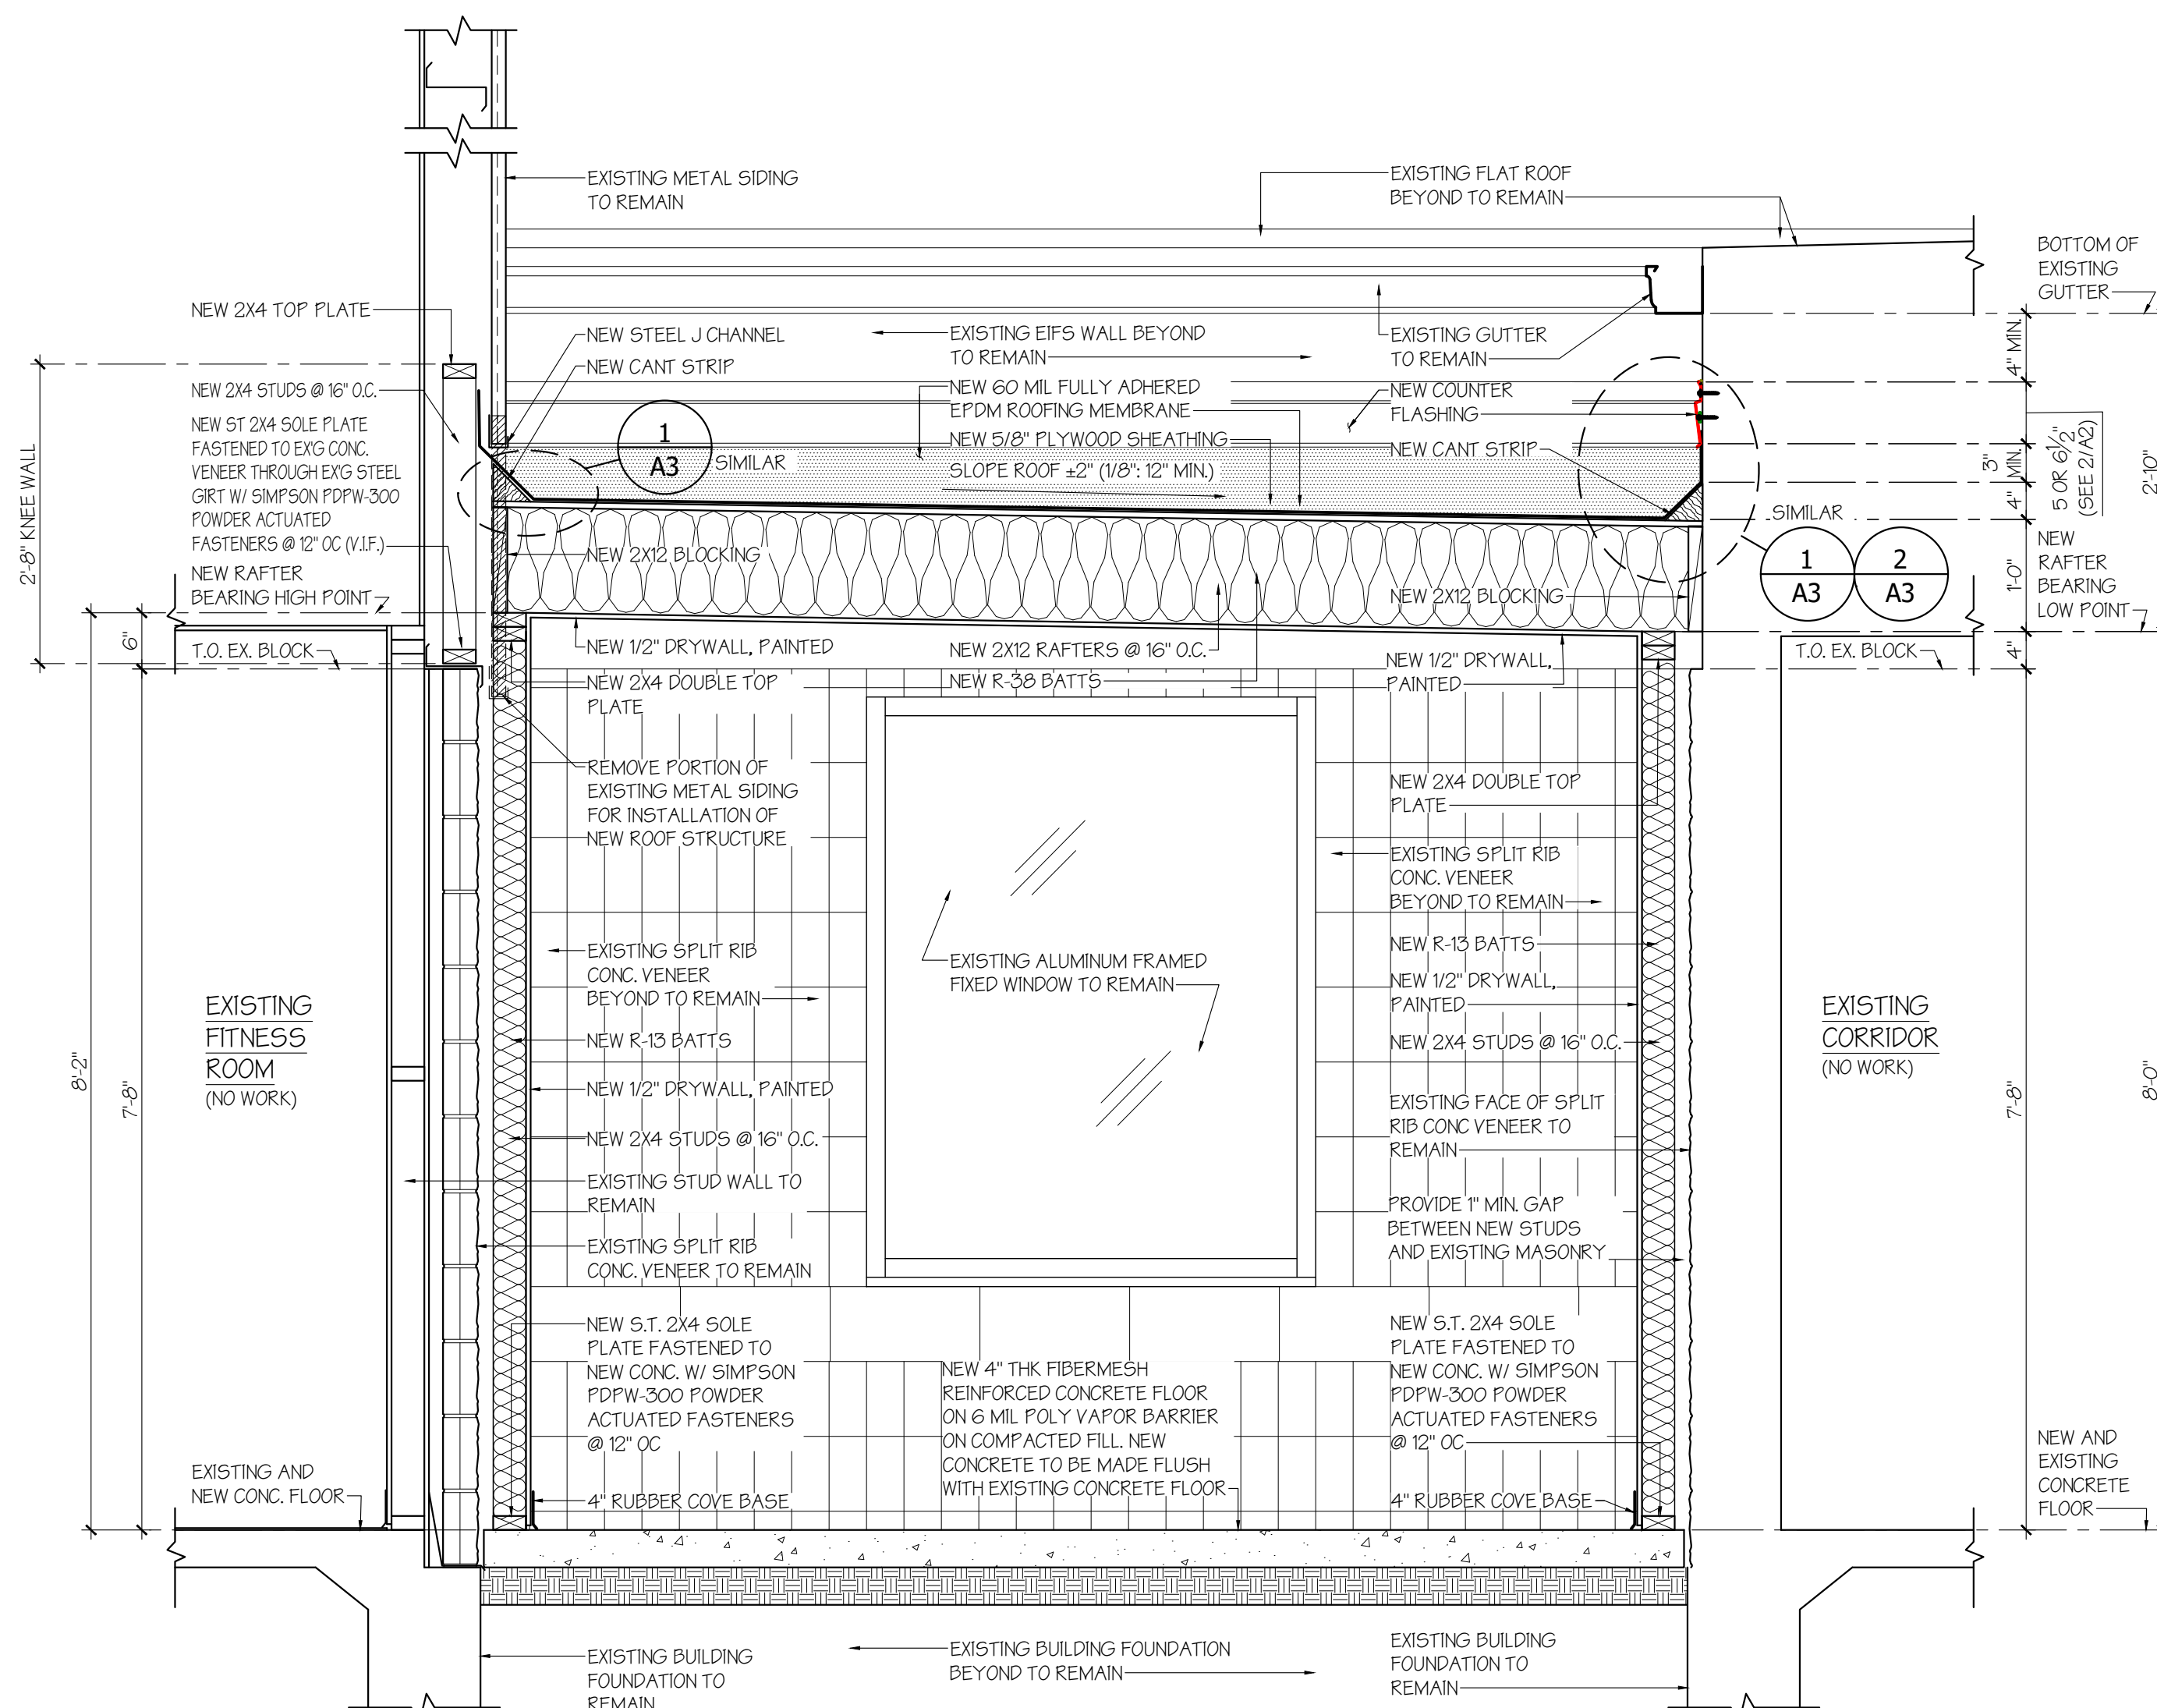 EXISTING METAL SIDING
TO REMAIN
EXISTING FLAT ROOF
BEYOND TO REMAIN
BOTTOM OF
EXISTING
GUTTER
NEW 2X4 TOP PLATE
NEW STEEL J CHANNEL
NEW CANT STRIP
EXISTING EIFS WALL BEYOND
TO REMAIN
EXISTING GUTTER
TO REMAIN
NEW 2X4 STUDS @ 16" O.C.
NEW ST 2X4 SOLE PLATE
FASTENED TO EX'G CONC.
VENEER THROUGH EX'G STEEL
GIRT W/ SIMPSON PDPW-300
POWDER ACTUATED
FASTENERS @ 12" OC (V.I.F.)
NEW RAFTER
BEARING HIGH POINT
T.O. EX. BLOCK
2'-8" KNEE WALL
6"
8'-2"
7'-8"
1
A3
SIMILAR
NEW 60 MIL FULLY ADHERED
EPDM ROOFING MEMBRANE
NEW 5/8" PLYWOOD SHEATHING
SLOPE ROOF ±2" (1/8": 12" MIN.)
NEW COUNTER
FLASHING
NEW CANT STRIP
4" MIN.
3"
4" MIN.
5 OR 6 1/2"
(SEE 2/A2)
2'-10"
SIMILAR
1
A3
2
A3
NEW
RAFTER
BEARING
LOW POINT
1'-0"
4"
T.O. EX. BLOCK
NEW 2X12 BLOCKING
NEW 2X12 BLOCKING
NEW 1/2" DRYWALL, PAINTED
NEW 2X12 RAFTERS @ 16" O.C.
NEW R-38 BATTS
NEW 1/2" DRYWALL,
PAINTED
NEW 2X4 DOUBLE TOP
PLATE
REMOVE PORTION OF
EXISTING METAL SIDING
FOR INSTALLATION OF
NEW ROOF STRUCTURE
NEW 2X4 DOUBLE TOP
PLATE
EXISTING SPLIT RIB
CONC. VENEER
BEYOND TO REMAIN
EXISTING SPLIT RIB
CONC. VENEER
BEYOND TO REMAIN
EXISTING ALUMINUM FRAMED
FIXED WINDOW TO REMAIN
NEW R-13 BATTS
NEW 1/2" DRYWALL,
PAINTED
EXISTING
FITNESS
ROOM
(NO WORK)
EXISTING
CORRIDOR
(NO WORK)
NEW R-13 BATTS
NEW 2X4 STUDS @ 16" O.C.
NEW 1/2" DRYWALL, PAINTED
NEW 2X4 STUDS @ 16" O.C.
EXISTING FACE OF SPLIT
RIB CONC VENEER TO
REMAIN
7'-8"
8'-0"
EXISTING STUD WALL TO
REMAIN
PROVIDE 1" MIN. GAP
BETWEEN NEW STUDS
AND EXISTING MASONRY
EXISTING SPLIT RIB
CONC. VENEER TO REMAIN
NEW S.T. 2X4 SOLE
PLATE FASTENED TO
NEW CONC. W/ SIMPSON
PDPW-300 POWDER
ACTUATED FASTENERS
@ 12" OC
NEW 4" THK FIBERMESH
REINFORCED CONCRETE FLOOR
ON 6 MIL POLY VAPOR BARRIER
ON COMPACTED FILL. NEW
CONCRETE TO BE MADE FLUSH
WITH EXISTING CONCRETE FLOOR
NEW S.T. 2X4 SOLE
PLATE FASTENED TO
NEW CONC. W/ SIMPSON
PDPW-300 POWDER
ACTUATED FASTENERS
@ 12" OC
EXISTING AND
NEW CONC. FLOOR
4" RUBBER COVE BASE
4" RUBBER COVE BASE
NEW AND
EXISTING
CONCRETE
FLOOR
EXISTING BUILDING
FOUNDATION TO
REMAIN
EXISTING BUILDING FOUNDATION
BEYOND TO REMAIN
EXISTING BUILDING
FOUNDATION TO
REMAIN